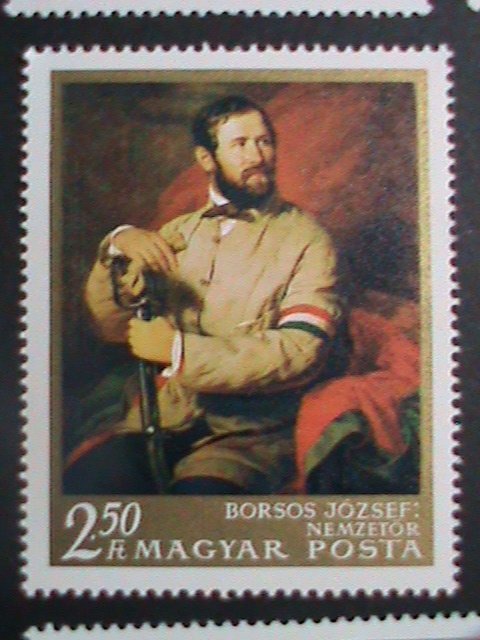 BORSOS JÓZSEF:
NEMZETŐR
2.50
Ft MAGYAR POSTA